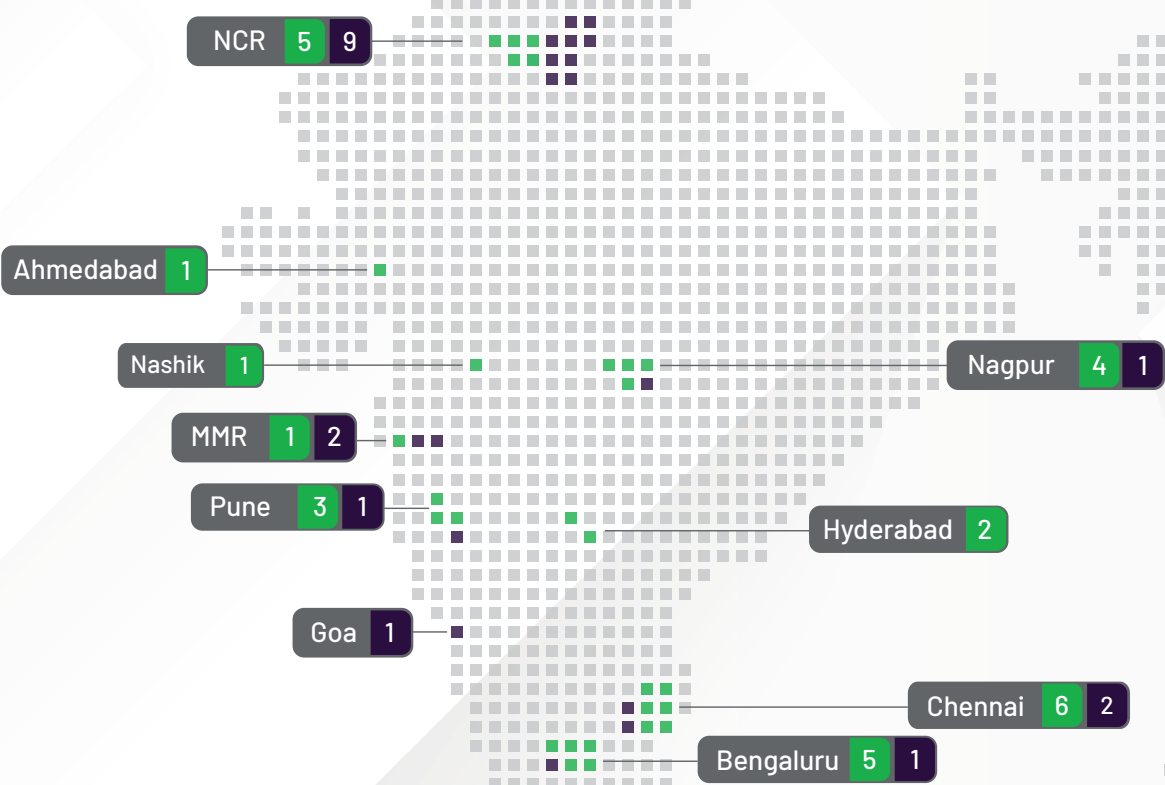 NCR 5 9
Ahmedabad 1
Nashik 1
Nagpur 4 1
MMR 1 2
Pune 3 1
Hyderabad 2
Goa 1
Chennai 6 2
Bengaluru 5 1